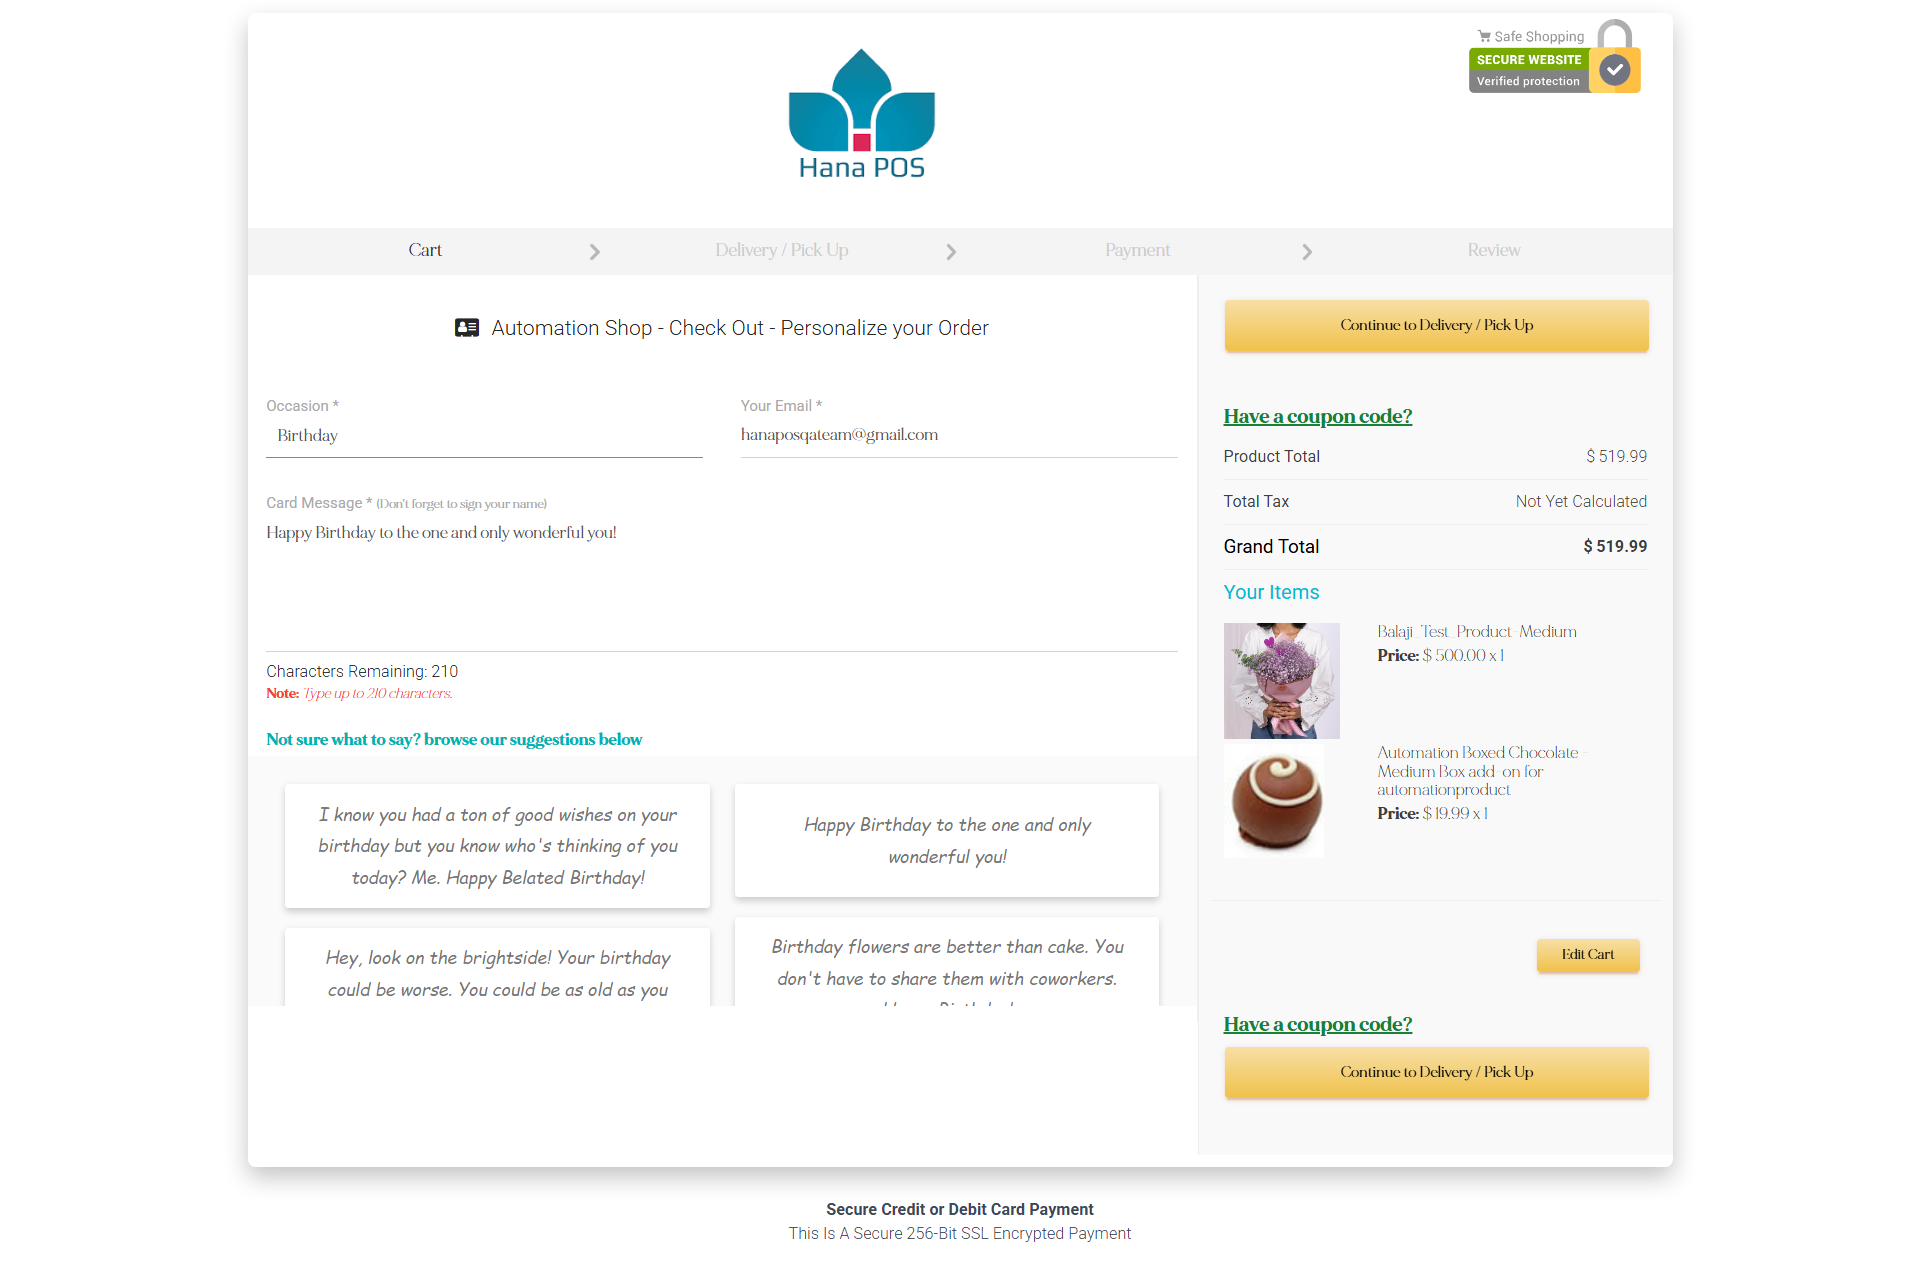 Safe Shopping
SECURE WEBSITE
Verified protection
Hana POS
Cart
Delivery / Pick Up
Payment
Review
Automation Shop - Check Out - Personalize your Order
Occasion *
Birthday
Your Email *
hanaposqateam@gmail.com
Card Message * (Don't forget to sign your name)
Happy Birthday to the one and only wonderful you!
Characters Remaining: 210
Note: Type up to 210 characters.
Not sure what to say? browse our suggestions below
I know you had a ton of good wishes on your
birthday but you know who's thinking of you
today? Me. Happy Belated Birthday!
Happy Birthday to the one and only
wonderful you!
Hey, look on the brightside! Your birthday
could be worse. You could be as old as you
Birthday flowers are better than cake. You
don't have to share them with coworkers.
Continue to Delivery / Pick Up
Have a coupon code?
Product Total
$ 519.99
Total Tax
Not Yet Calculated
Grand Total
$ 519.99
Your Items
Balaji_Test_Product-Medium
Price: $ 500.00 x 1
Automation Boxed Chocolate -
Medium Box add-on for
automationproduct
Price: $ 19.99 x 1
Edit Cart
Have a coupon code?
Continue to Delivery / Pick Up
Secure Credit or Debit Card Payment
This Is A Secure 256-Bit SSL Encrypted Payment